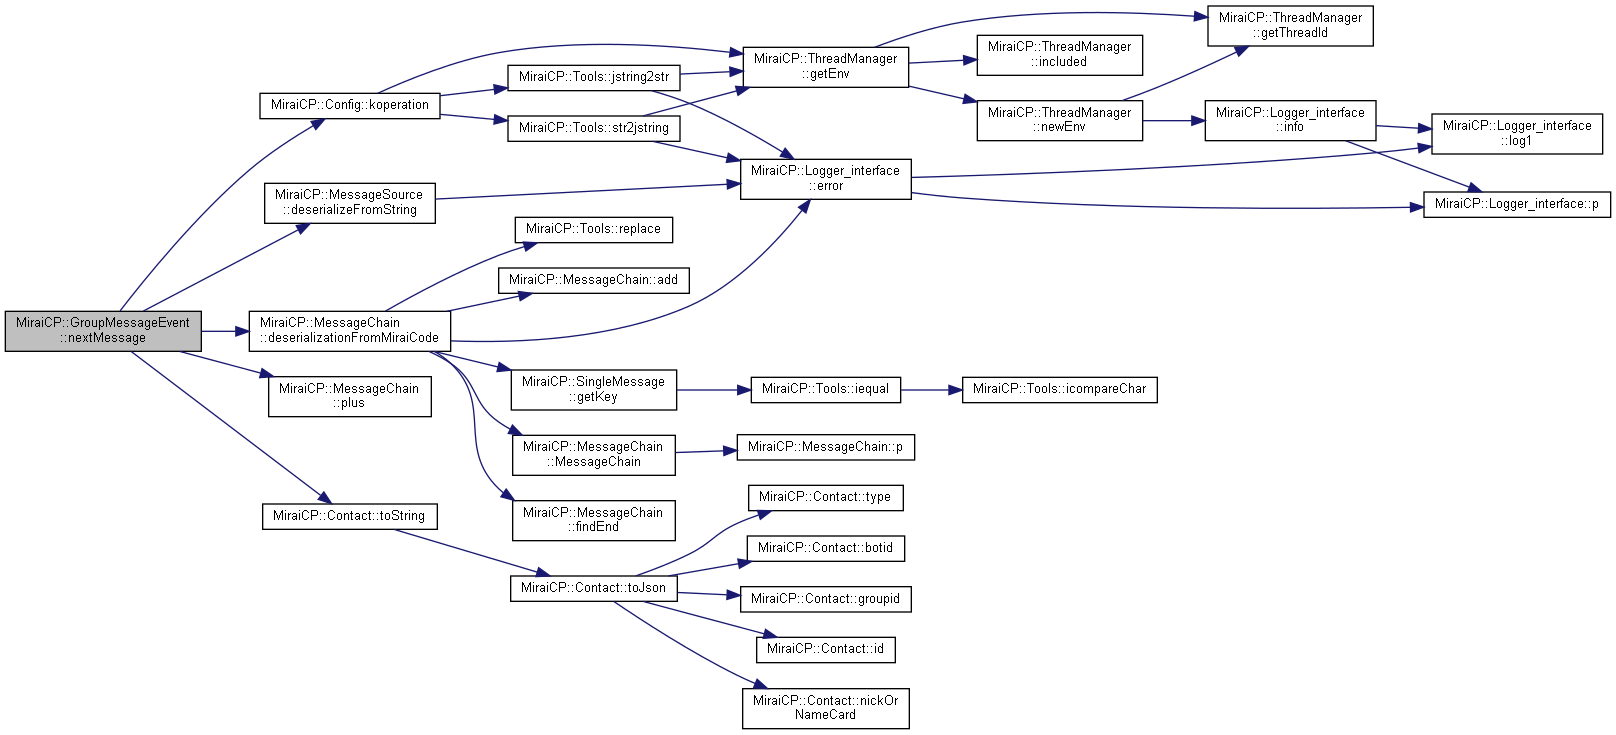 MiraiCP::GroupMessageEvent
::nextMessage
MiraiCP::Config::koperation
MiraiCP::MessageSource
::deserializeFromString
MiraiCP::MessageChain
::deserializationFromMiraiCode
MiraiCP::MessageChain
::plus
MiraiCP::Contact::toString
MiraiCP::Tools::jstring2str
MiraiCP::Tools::str2jstring
MiraiCP::Tools::replace
MiraiCP::MessageChain::add
MiraiCP::SingleMessage
::getKey
MiraiCP::MessageChain
::MessageChain
MiraiCP::MessageChain
::findEnd
MiraiCP::Contact::toJson
MiraiCP::ThreadManager
::getEnv
MiraiCP::Logger_interface
::error
MiraiCP::Tools::iequal
MiraiCP::MessageChain::p
MiraiCP::Contact::type
MiraiCP::Contact::botid
MiraiCP::Contact::groupid
MiraiCP::Contact::id
MiraiCP::Contact::nickOr
NameCard
MiraiCP::ThreadManager
::included
MiraiCP::ThreadManager
::newEnv
MiraiCP::Tools::icompareChar
MiraiCP::ThreadManager
::getThreadId
MiraiCP::Logger_interface
::info
MiraiCP::Logger_interface
::log1
MiraiCP::Logger_interface::p